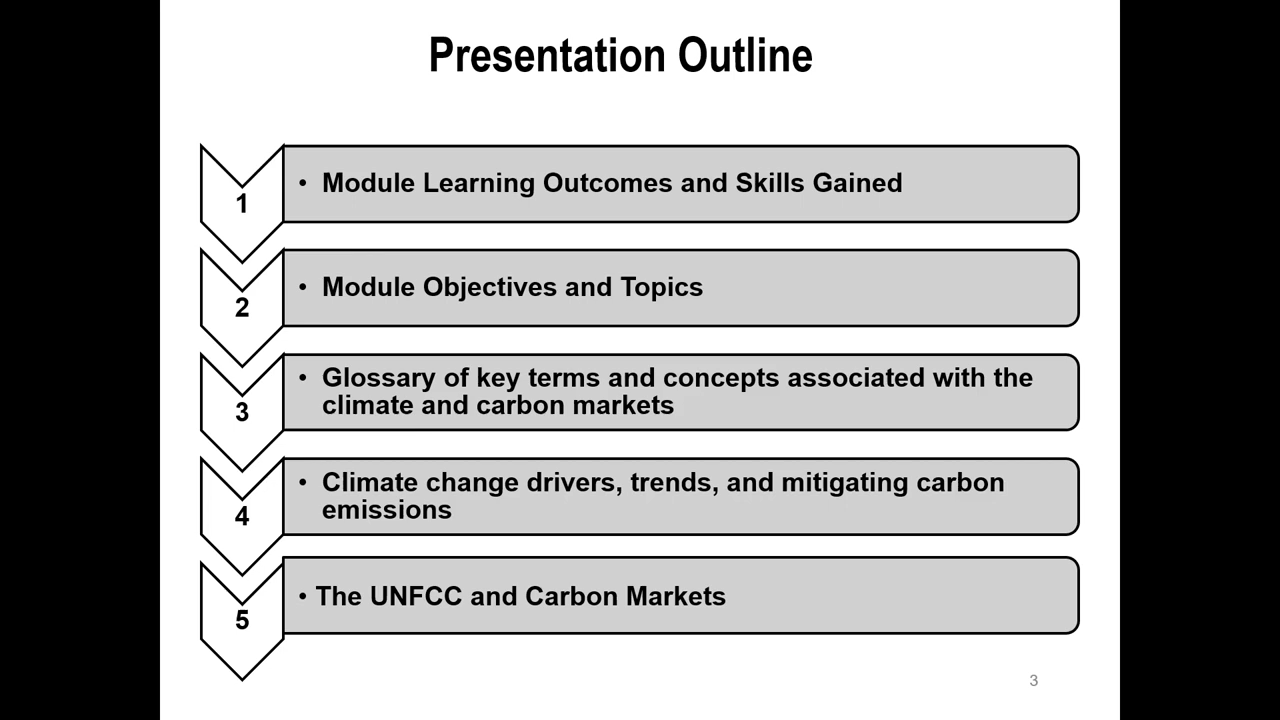 Presentation Outline
1
• Module Learning Outcomes and Skills Gained
2
• Module Objectives and Topics
3
• Glossary of key terms and concepts associated with the
climate and carbon markets
4
• Climate change drivers, trends, and mitigating carbon
emissions
5
• The UNFCC and Carbon Markets
3